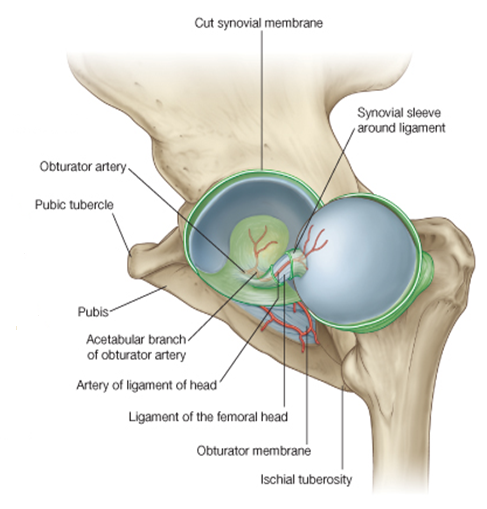 Cut synovial membrane
Synovial sleeve
around ligament
Obturator artery
Pubic tubercle
Pubis
Acetabular branch
of obturator artery
Artery of ligament of head
Ligament of the femoral head
Obturator membrane
Ischial tuberosity